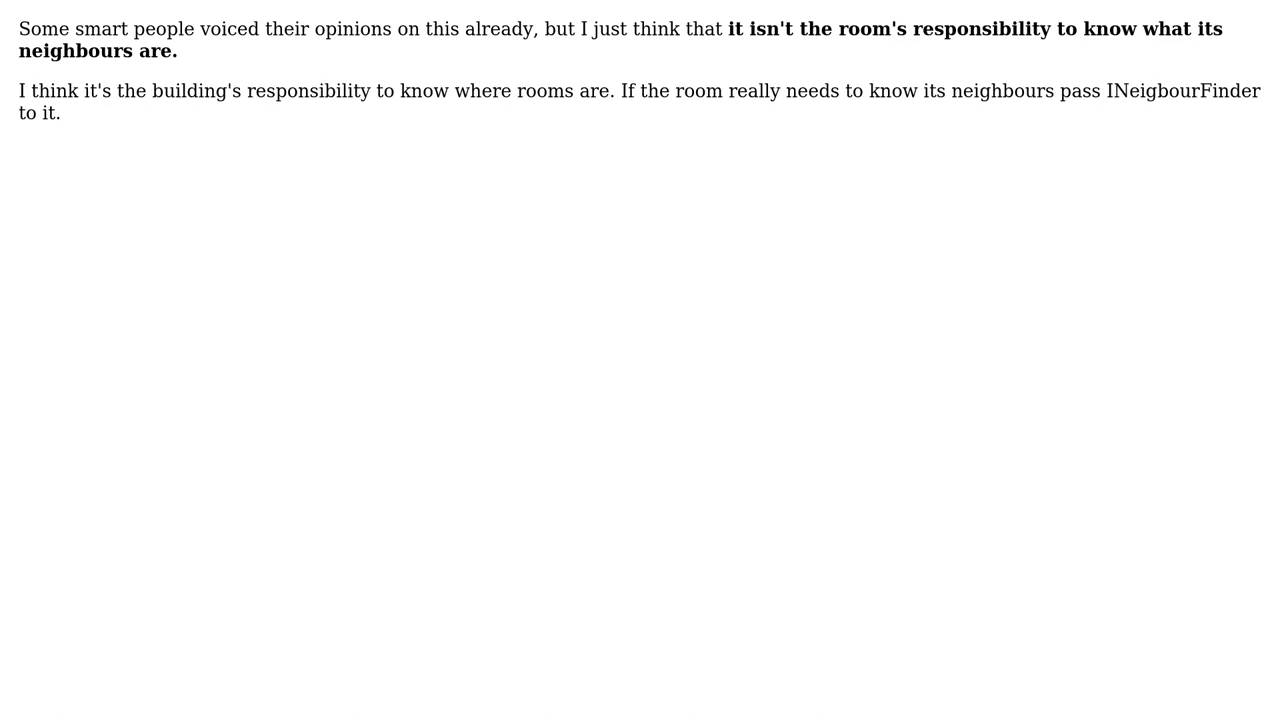 Some smart people voiced their opinions on this already, but I just think that it isn't the room's responsibility to know what its
neighbours are.
I think it's the building's responsibility to know where rooms are. If the room really needs to know its neighbours pass INeigbourFinder
to it.